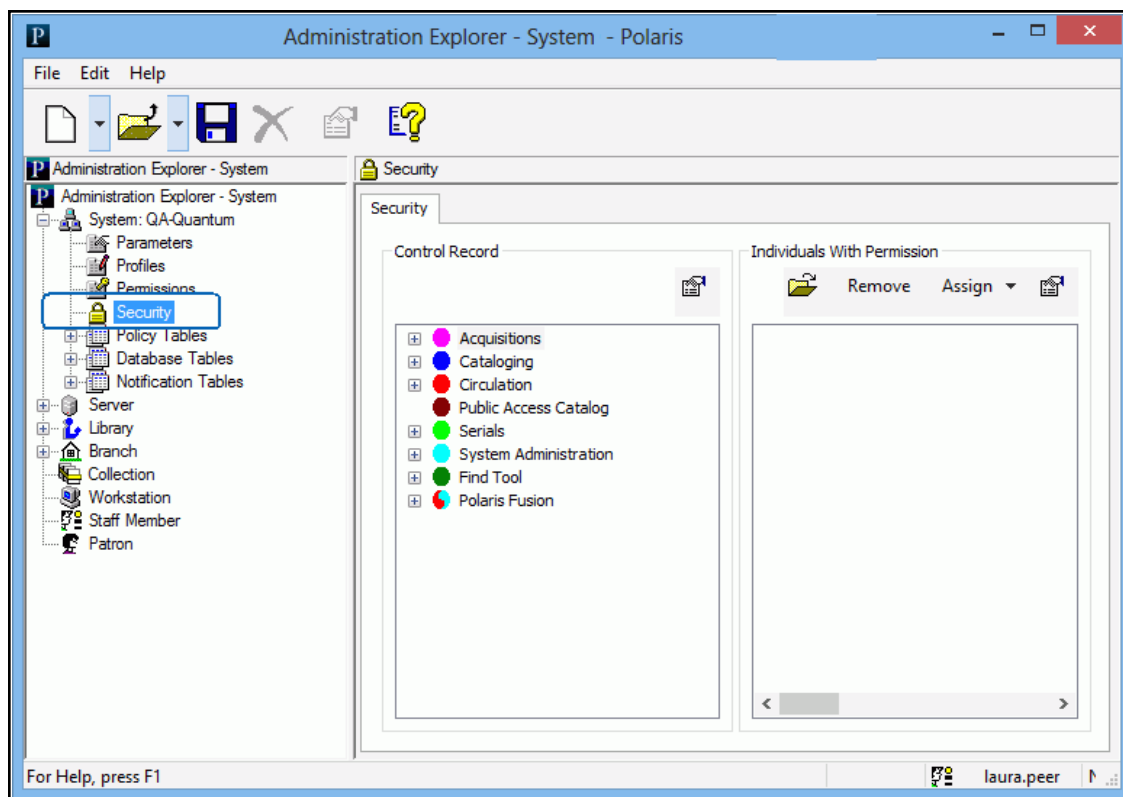 Administration Explorer - System - Polaris
File Edit Help
Administration Explorer - System
Security
Administration Explorer - System
System: QA-Quantum
Parameters
Profiles
Permissions
Security
Policy Tables
Database Tables
Notification Tables
Server
Library
Branch
Collection
Workstation
Staff Member
Patron
Security
Control Record
Acquisitions
Cataloging
Circulation
Public Access Catalog
Serials
System Administration
Find Tool
Polaris Fusion
Individuals With Permission
Remove Assign
For Help, press F1
laura.peer